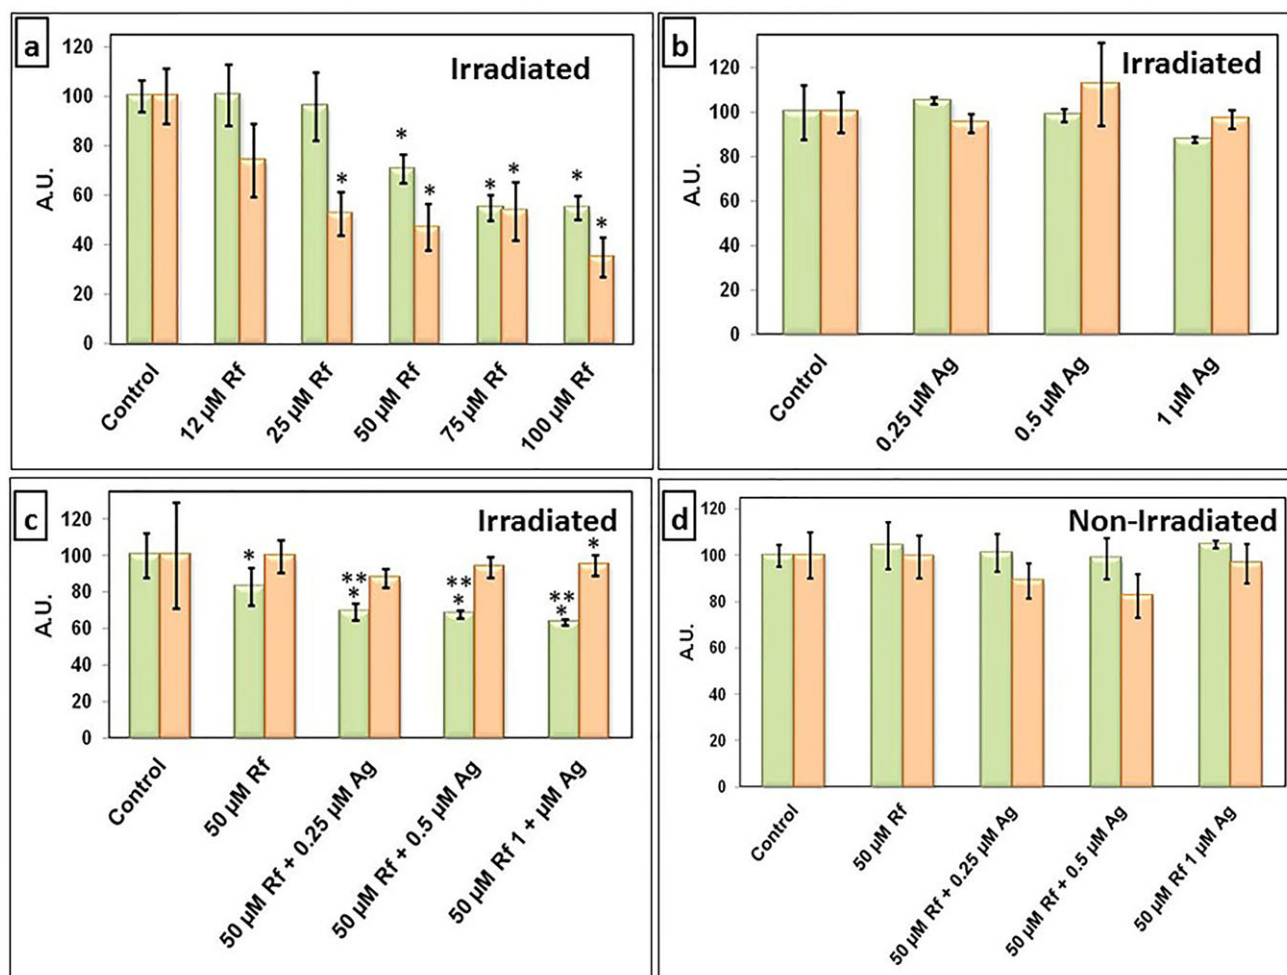 a
Irradiated
A.U.
120
100
80
60
40
20
0
*
*
*
*
*
*
*
Control
12 µM Rf
25 µM Rf
50 µM Rf
75 µM Rf
100 µM Rf
b
Irradiated
A.U.
120
100
80
60
40
20
0
Control
0.25 µM Ag
0.5 µM Ag
1 µM Ag
c
Irradiated
A.U.
120
100
80
60
40
20
0
*
**
*
**
*
**
*
*
Control
50 µM Rf
50 µM Rf + 0.25 µM Ag
50 µM Rf + 0.5 µM Ag
50 µM Rf 1 + µM Ag
d
Non-Irradiated
A.U.
120
100
80
60
40
20
0
Control
50 µM Rf
50 µM Rf + 0.25 µM Ag
50 µM Rf + 0.5 µM Ag
50 µM Rf 1 µM Ag